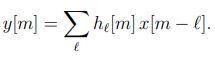 y[m] = ∑_ℓ h_ℓ[m] x[m − ℓ].